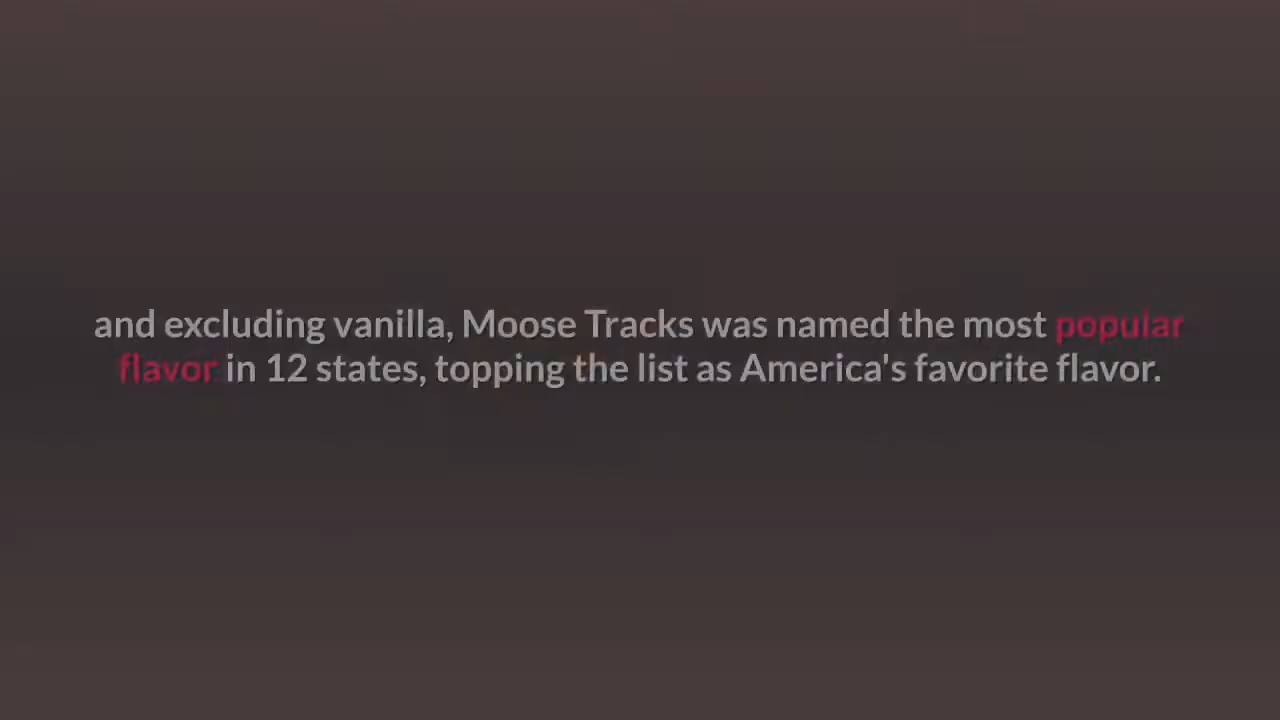 and excluding vanilla, Moose Tracks was named the most popular
flavor in 12 states, topping the list as America's favorite flavor.